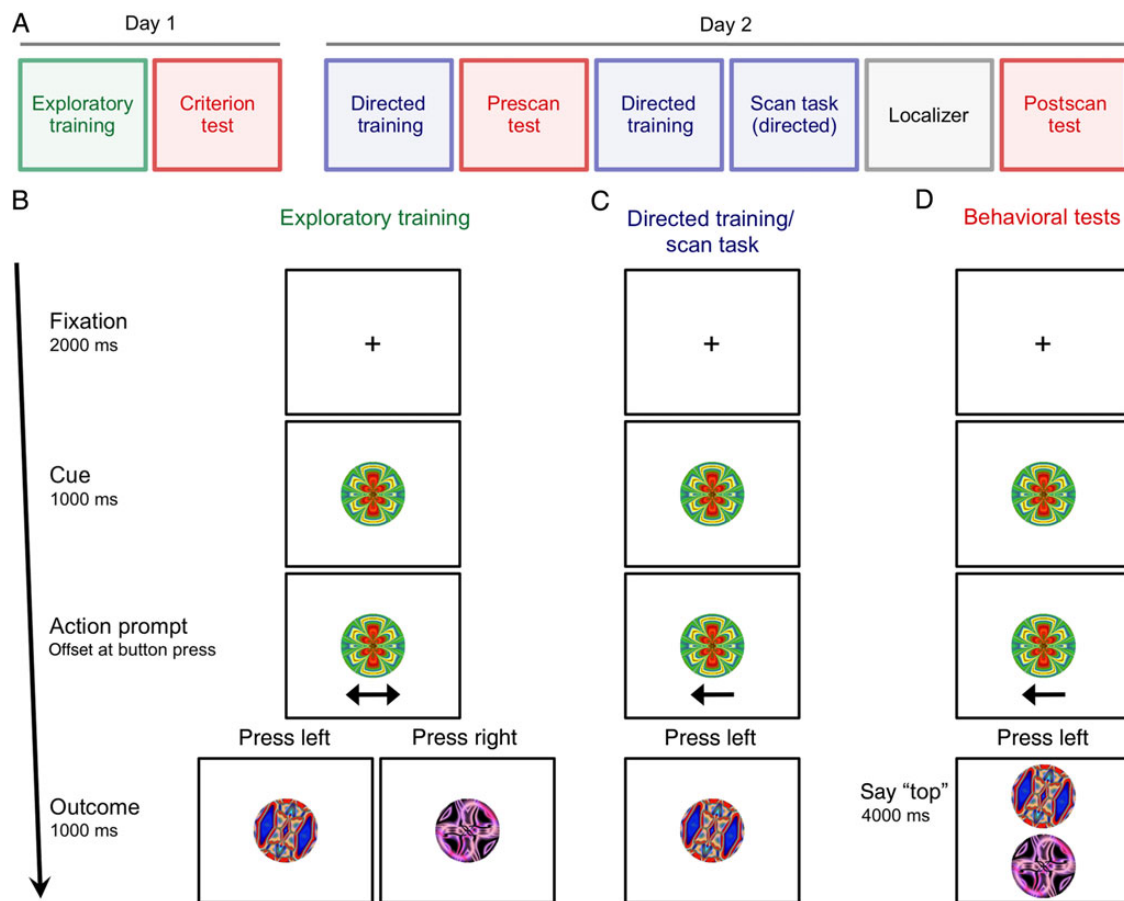 A
Day 1
Day 2
Exploratory
training
Criterion
test
Directed
training
Prescan
test
Directed
training
Scan task
(directed)
Localizer
Postscan
test
B
Exploratory training
C
Directed training/
scan task
D
Behavioral tests
Fixation
2000 ms
+
+
+
Cue
1000 ms
Action prompt
Offset at button press
Press left
Press right
Press left
Press left
Outcome
1000 ms
Say “top”
4000 ms